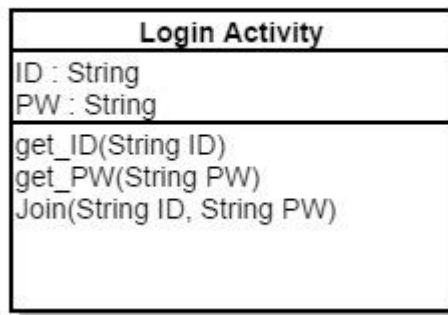 Login Activity
ID : String
PW : String
get_ID(String ID)
get_PW(String PW)
Join(String ID, String PW)